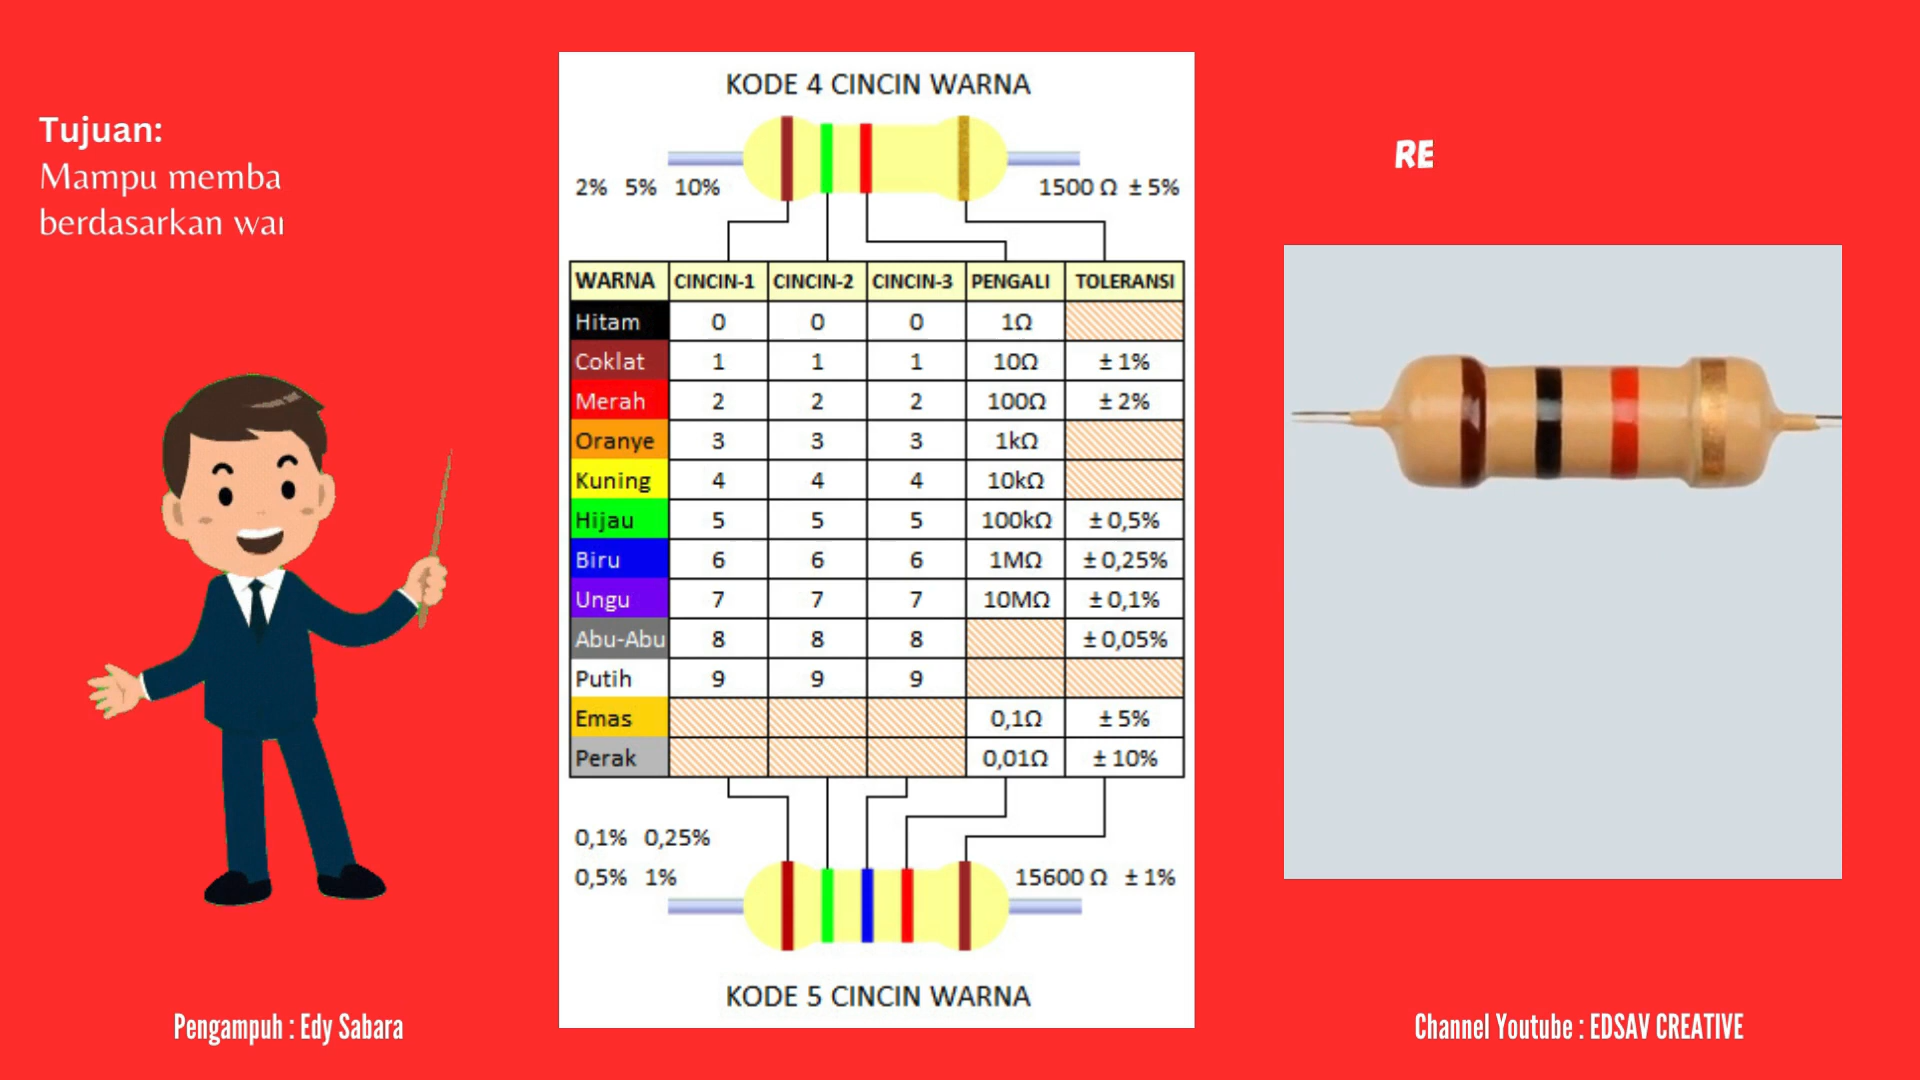 Tujuan:
Mampu memba
berdasarkan wa
KODE 4 CINCIN WARNA
2% 5% 10%
1500 Ω ± 5%
WARNA CINCIN-1 CINCIN-2 CINCIN-3 PENGALI TOLERANSI
Hitam 0 0 0 1Ω
Coklat 1 1 1 10Ω ± 1%
Merah 2 2 2 100Ω ± 2%
Oranye 3 3 3 1kΩ
Kuning 4 4 4 10kΩ
Hijau 5 5 5 100kΩ ± 0,5%
Biru 6 6 6 1MΩ ± 0,25%
Ungu 7 7 7 10MΩ ± 0,1%
Abu-Abu 8 8 8 ± 0,05%
Putih 9 9 9
Emas 0,1Ω ± 5%
Perak 0,01Ω ± 10%
0,1% 0,25%
0,5% 1%
15600 Ω ± 1%
KODE 5 CINCIN WARNA
RE
Pengampuh : Edy Sabara
Channel Youtube : EDSAV CREATIVE